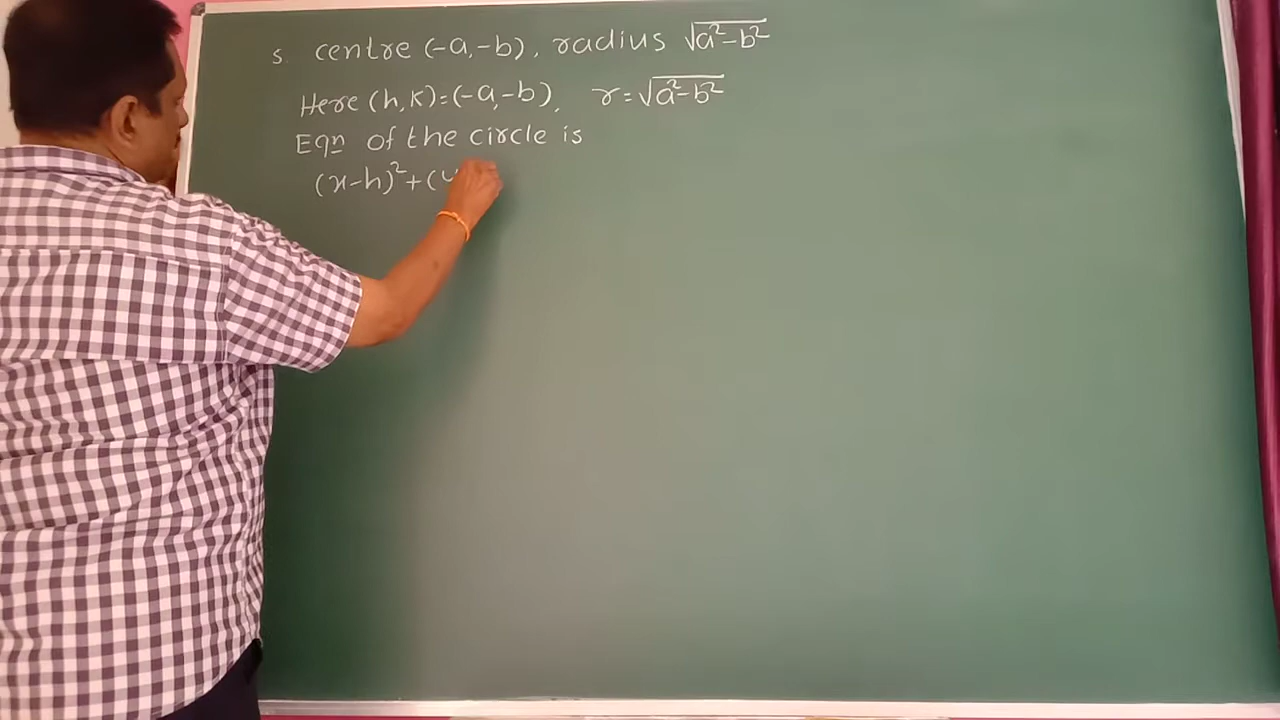 5. centre (-a,-b), radius √a²-b²
Here (h,k)=(-a,-b), r=√a²-b²
Eqn of the circle is
(x-h)²+(y